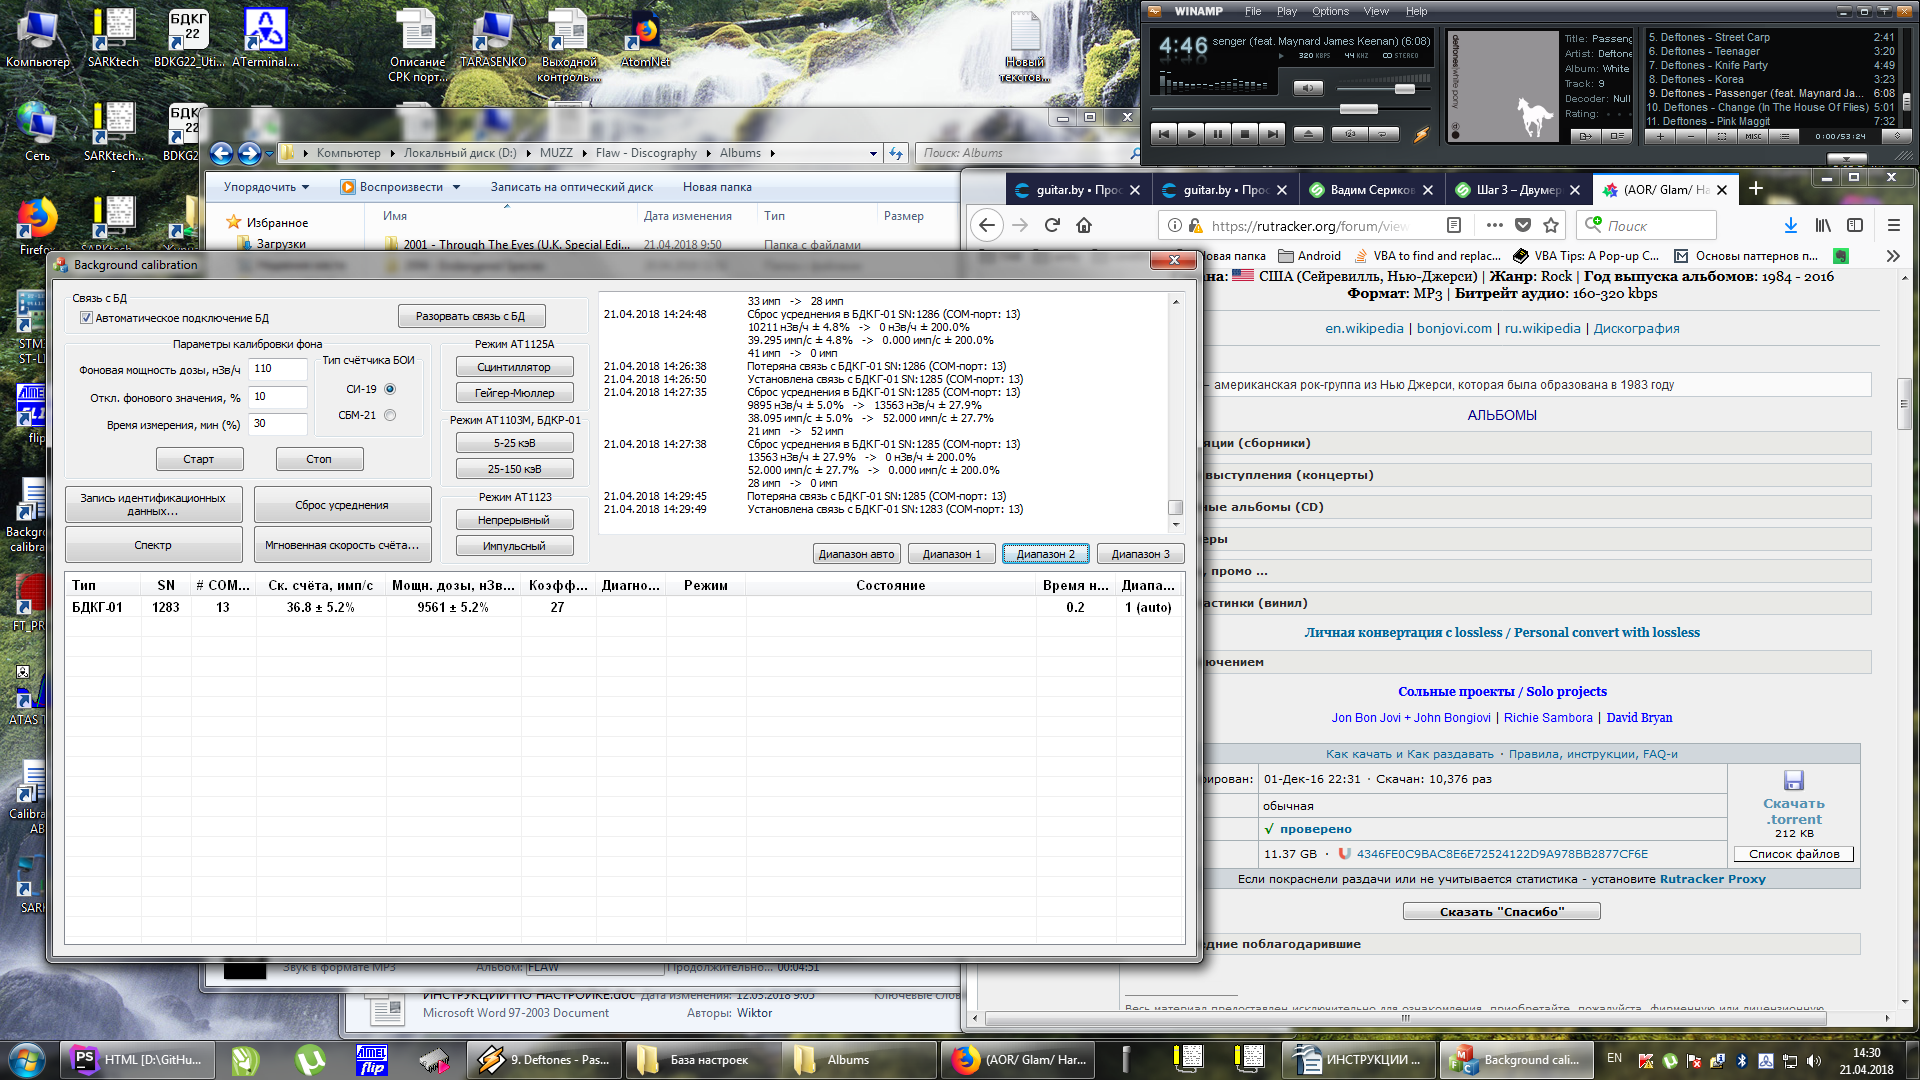 Компьютер
SARKtech
БДКГ 22
BDKG22_Uti...
ATerminal....
Описание СРК порт...
TARASENKO
Выходной контроль....
AtomNet
Новый текстов...
Сеть
SARKtech...
BDKG2
Firefox
WINAMP
File Play Options View Help
4:46
senger (feat. Maynard James Keenan) (6:08)
320 KBPS 44 KHZ STEREO
Title: Passeng
Artist: Deftone
Album: White
Track: 9
Decoder: Null
Rating:
5. Deftones - Street Carp 2:41
6. Deftones - Teenager 3:20
7. Deftones - Knife Party 4:49
8. Deftones - Korea 3:23
9. Deftones - Passenger (feat. Maynard Ja... 6:08
10. Deftones - Change (In The House Of Flies) 5:01
11. Deftones - Pink Maggit 7:32
MISC
0:00/53:24
Компьютер ▸ Локальный диск (D:) ▸ MUZZ ▸ Flaw - Discography ▸ Albums ▸
Поиск: Albums
Упорядочить
Воспроизвести
Записать на оптический диск
Новая папка
Избранное
Загрузки
Имя
Дата изменения
Тип
Размер
2001 - Through The Eyes (U.K. Special Edi...
21.04.2018 9:50
Папка с файлами
guitar.by • Прос
guitar.by • Прос
Вадим Сериков
Шаг 3 – Двумер
(AOR/ Glam/ Ha
https://rutracker.org/forum/view
Поиск
овая папка
Android
VBA to find and replac...
VBA Tips: A Pop-up C...
Основы паттернов п...
на: США (Сейревилль, Нью-Джерси) | Жанр: Rock | Год выпуска альбомов: 1984 - 2016
Формат: MP3 | Битрейт аудио: 160-320 kbps
en.wikipedia | bonjovi.com | ru.wikipedia | Дискография
– американская рок-группа из Нью Джерси, которая была образована в 1983 году
АЛЬБОМЫ
яции (сборники)
выступления (концерты)
ные альбомы (CD)
еры
, промо ...
астинки (винил)
Личная конвертация с lossless / Personal convert with lossless
ючением
Сольные проекты / Solo projects
Jon Bon Jovi + John Bongiovi | Richie Sambora | David Bryan
Как качать и Как раздавать · Правила, инструкции, FAQ-и
рирован: 01-Дек-16 22:31 · Скачан: 10,376 раз
обычная
√ проверено
11.37 GB · 4346FE0C9BAC8E6E72524122D9A978BB2877CF6E
Скачать .torrent
212 KB
Список файлов
Если покраснели раздачи или не учитывается статистика - установите Rutracker Proxy
Сказать "Спасибо"
едние поблагодарившие
Весь материал предоставлен исключительно для ознакомления, приобретайте, пожалуйста, фирменную или лицензионную
Background calibration
Связь с БД
Автоматическое подключение БД
Разорвать связь с БД
Параметры калибровки фона
Фоновая мощность дозы, нЗв/ч 110
Откл. фонового значения, % 10
Время измерения, мин (%) 30
Тип счётчика БОИ
СИ-19
СБМ-21
Старт
Стоп
Режим АТ1125А
Сцинтиллятор
Гейгер-Мюллер
Режим АТ1103М, БДКР-01
5-25 кэВ
25-150 кэВ
Режим АТ1123
Непрерывный
Импульсный
Запись идентификационных данных...
Сброс усреднения
Спектр
Мгновенная скорость счёта...
33 имп -> 28 имп
21.04.2018 14:24:48 Сброс усреднения в БДКГ-01 SN:1286 (COM-порт: 13)
10211 нЗв/ч ± 4.8% -> 0 нЗв/ч ± 200.0%
39.295 имп/с ± 4.8% -> 0.000 имп/с ± 200.0%
41 имп -> 0 имп
21.04.2018 14:26:38 Потеряна связь с БДКГ-01 SN:1286 (COM-порт: 13)
21.04.2018 14:26:50 Установлена связь с БДКГ-01 SN:1285 (COM-порт: 13)
21.04.2018 14:27:35 Сброс усреднения в БДКГ-01 SN:1285 (COM-порт: 13)
9895 нЗв/ч ± 5.0% -> 13563 нЗв/ч ± 27.9%
38.095 имп/с ± 5.0% -> 52.000 имп/с ± 27.7%
21 имп -> 52 имп
21.04.2018 14:27:38 Сброс усреднения в БДКГ-01 SN:1285 (COM-порт: 13)
13563 нЗв/ч ± 27.9% -> 0 нЗв/ч ± 200.0%
52.000 имп/с ± 27.7% -> 0.000 имп/с ± 200.0%
28 имп -> 0 имп
21.04.2018 14:29:45 Потеряна связь с БДКГ-01 SN:1285 (COM-порт: 13)
21.04.2018 14:29:49 Установлена связь с БДКГ-01 SN:1283 (COM-порт: 13)
Диапазон авто
Диапазон 1
Диапазон 2
Диапазон 3
Тип SN # COM... Ск. счёта, имп/с Мощн. дозы, нЗв... Коэфф... Диагно... Режим Состояние Время н... Диапа...
БДКГ-01 1283 13 36.8 ± 5.2% 9561 ± 5.2% 27 0.2 1 (auto)
Звук в формате MP3
Альбом: FLAW
Продолжительно... 00:04:51
ИНСТРУКЦИИ ПО НАСТРОЙКЕ.doc
Дата изменения: 12.03.2018 9:05
Ключевые слов
Microsoft Word 97-2003 Document
Авторы: Wiktor
HTML [D:\GitHu...
9. Deftones - Pas...
База настроек
Albums
(AOR/ Glam/ Har...
ИНСТРУКЦИИ ...
Background cali...
EN
14:30
21.04.2018